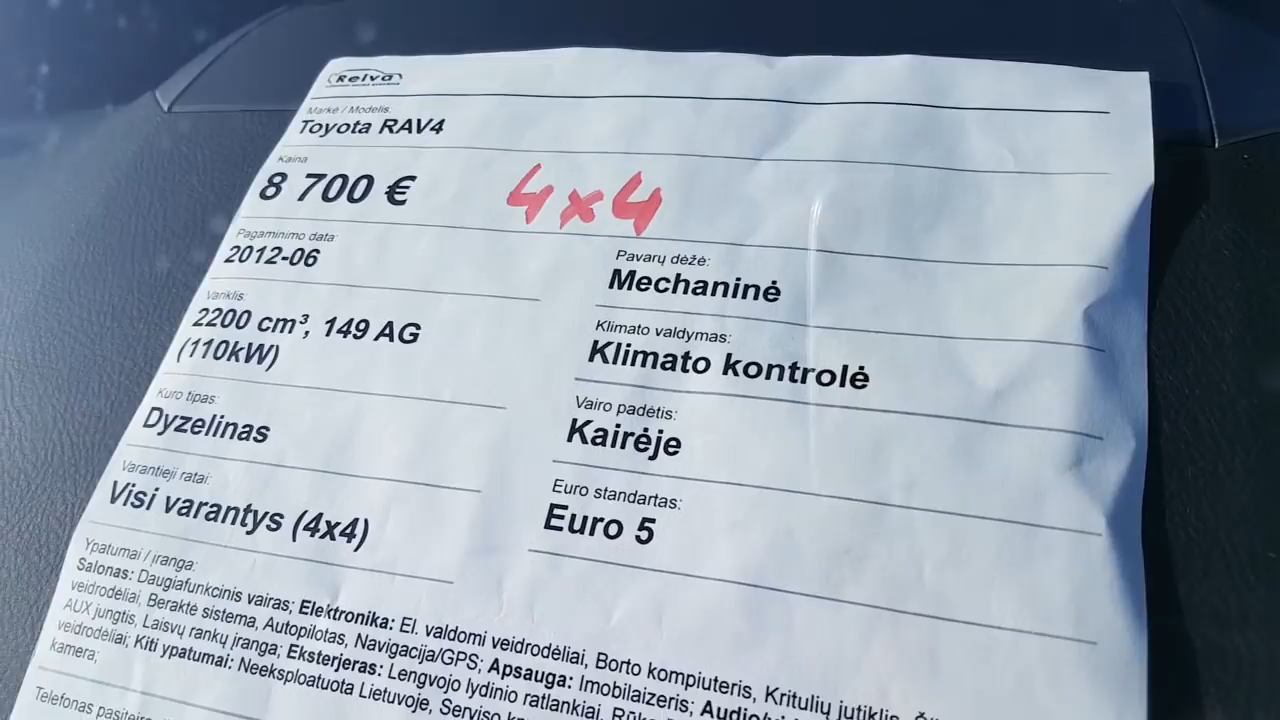 Relva
Markė / Modelis:
Toyota RAV4
Kaina
8 700 €
4x4
Pagaminimo data:
2012-06
Variklis:
2200 cm³, 149 AG
(110kW)
Kuro tipas:
Dyzelinas
Varantieji ratai:
Visi varantys (4x4)
Pavarų dėžė:
Mechaninė
Klimato valdymas:
Klimato kontrolė
Vairo padėtis:
Kairėje
Euro standartas:
Euro 5
Ypatumai / įranga:
Salonas: Daugiafunkcinis vairas; Elektronika: El. valdomi veidrodėliai, Borto kompiuteris, Kritulių jutiklis,
veidrodėliai, Beraktė sistema, Autopilotas, Navigacija/GPS; Apsauga: Imobilaizeris;
AUX jungtis, Laisvų rankų įranga; Eksterjeras: Lengvojo lydinio ratlankiai,
veidrodėliai; Kiti ypatumai: Neeksploatuota Lietuvoje, Serviso
kamera;
Telefonas